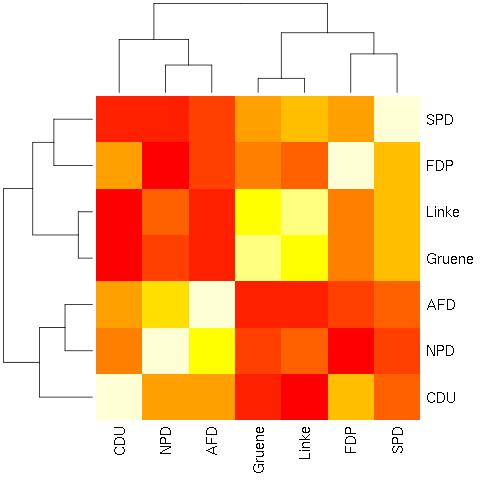 SPD
FDP
Linke
Gruene
AFD
NPD
CDU
CDU
NPD
AFD
Gruene
Linke
FDP
SPD